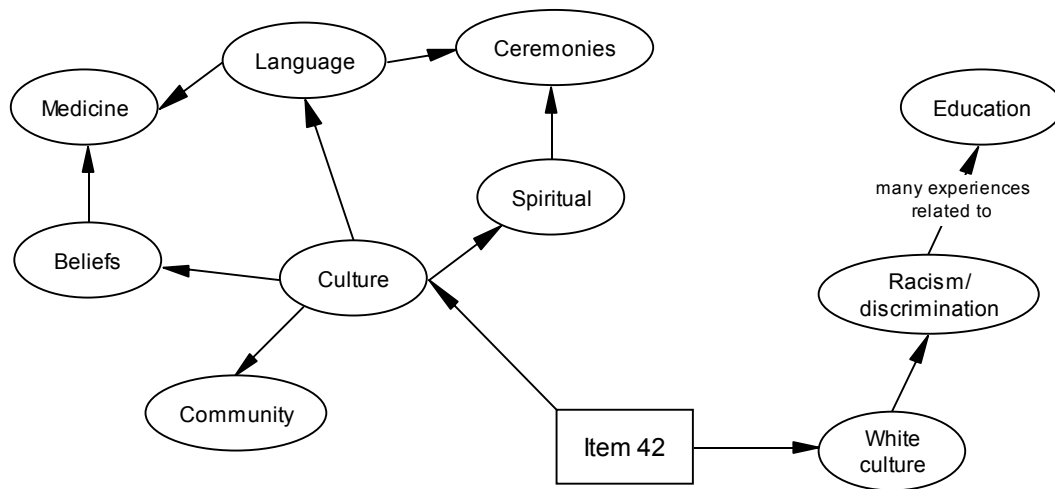 Language
Ceremonies
Medicine
Education
many experiences
related to
Spiritual
Beliefs
Culture
Racism/
discrimination
Community
Item 42
White
culture